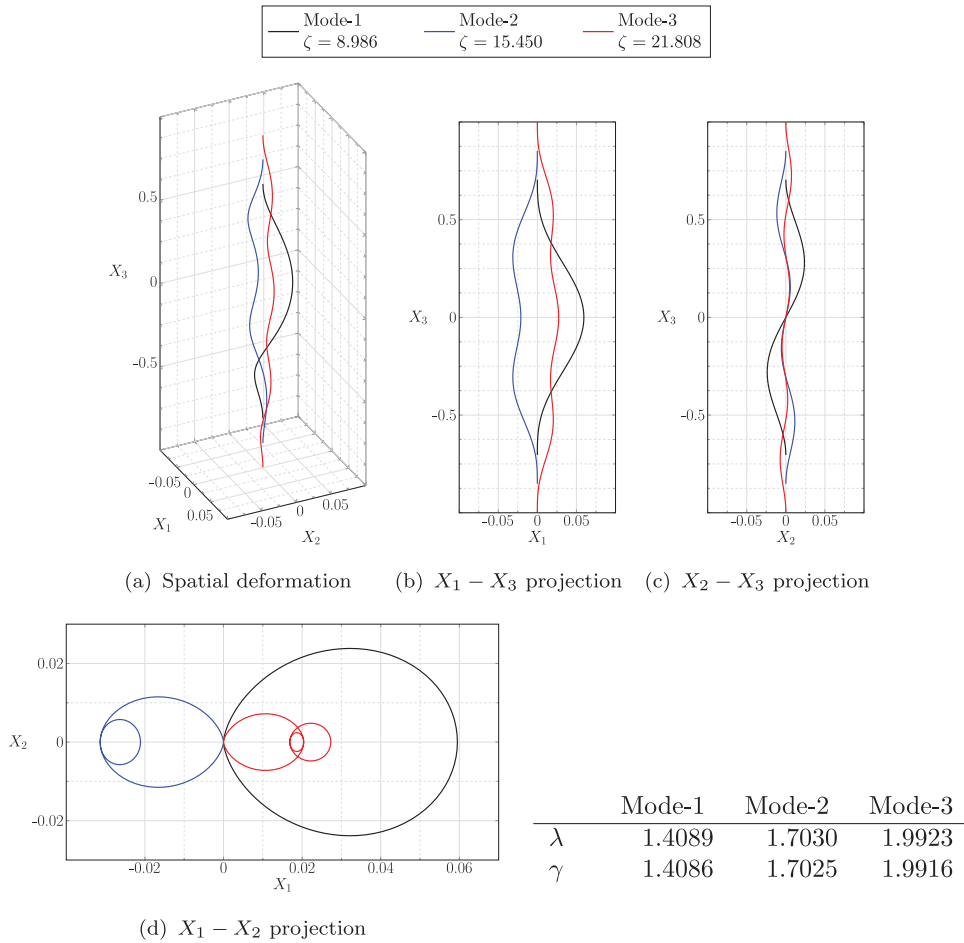 Mode-1 Mode-2 Mode-3
ζ = 8.986 ζ = 15.450 ζ = 21.808
X₃
0.5
0
-0.5
-0.05
0
0.05
X₁
-0.05
0
0.05
X₂
X₃
0.5
0
-0.5
-0.05 0 0.05
X₁
X₃
0.5
0
-0.5
-0.05 0 0.05
X₂
(a) Spatial deformation (b) X₁ − X₃ projection (c) X₂ − X₃ projection
0.02
X₂ 0
-0.02
-0.02 0 0.02 0.04 0.06
X₁
(d) X₁ − X₂ projection
Mode-1 Mode-2 Mode-3
λ 1.4089 1.7030 1.9923
γ 1.4086 1.7025 1.9916